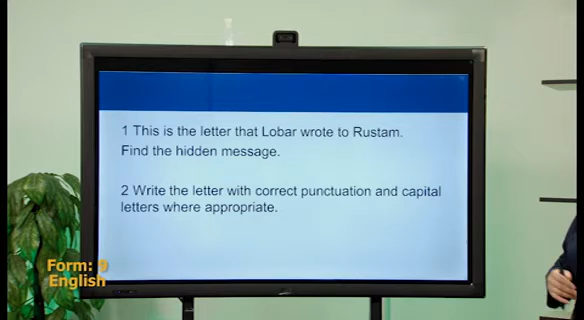 1 This is the letter that Lobar wrote to Rustam.
Find the hidden message.
2 Write the letter with correct punctuation and capital
letters where appropriate.
Form: 9
English